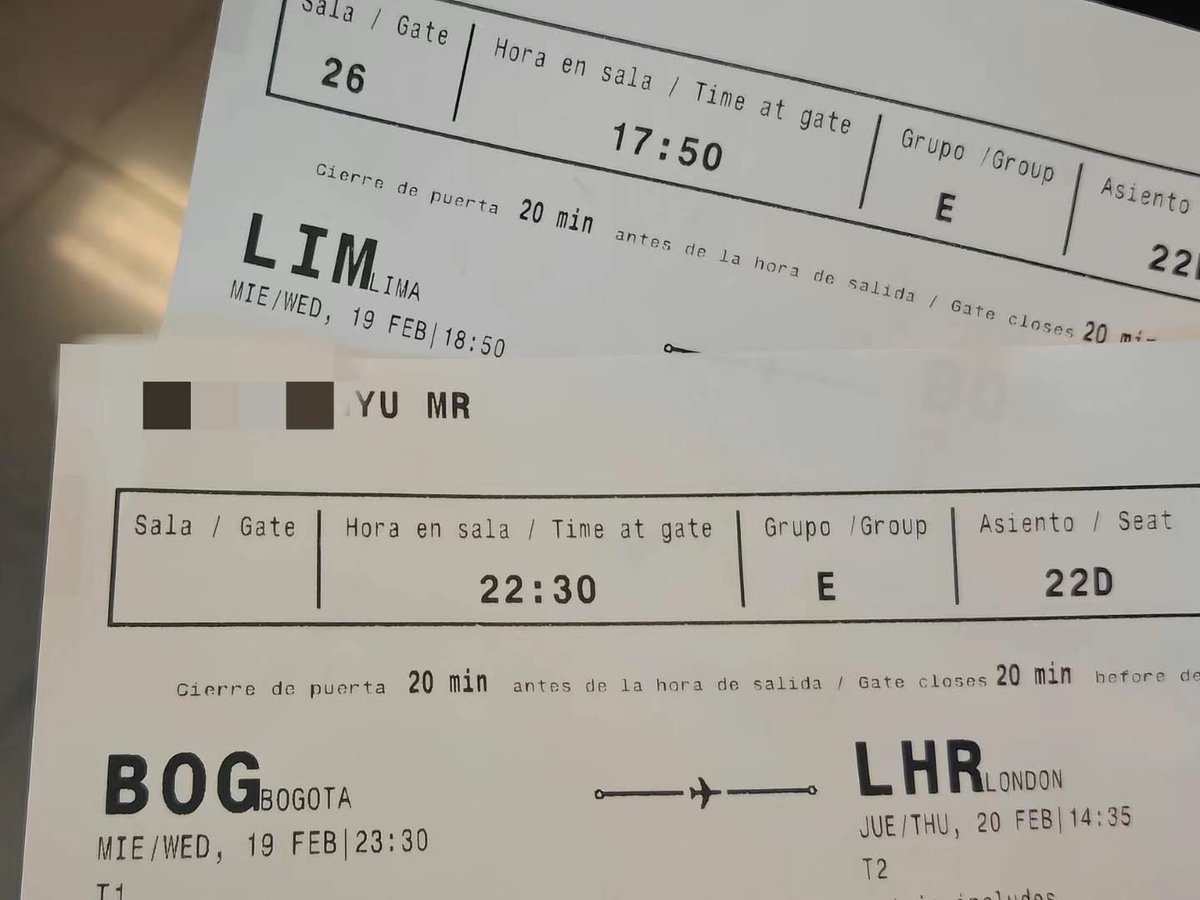 Sala / Gate Hora en sala / Time at gate Grupo /Group Asiento
26 17:50 E
Cierre de puerta 20 min antes de la hora de salida / Gate closes 20 min
LIM LIMA
MIE/WED, 19 FEB|18:50
YU MR
Sala / Gate Hora en sala / Time at gate Grupo /Group Asiento / Seat
22:30 E 22D
Cierre de puerta 20 min antes de la hora de salida / Gate closes 20 min before
BOG BOGOTA LHR LONDON
MIE/WED, 19 FEB|23:30 JUE/THU, 20 FEB|14:35
T1 T2